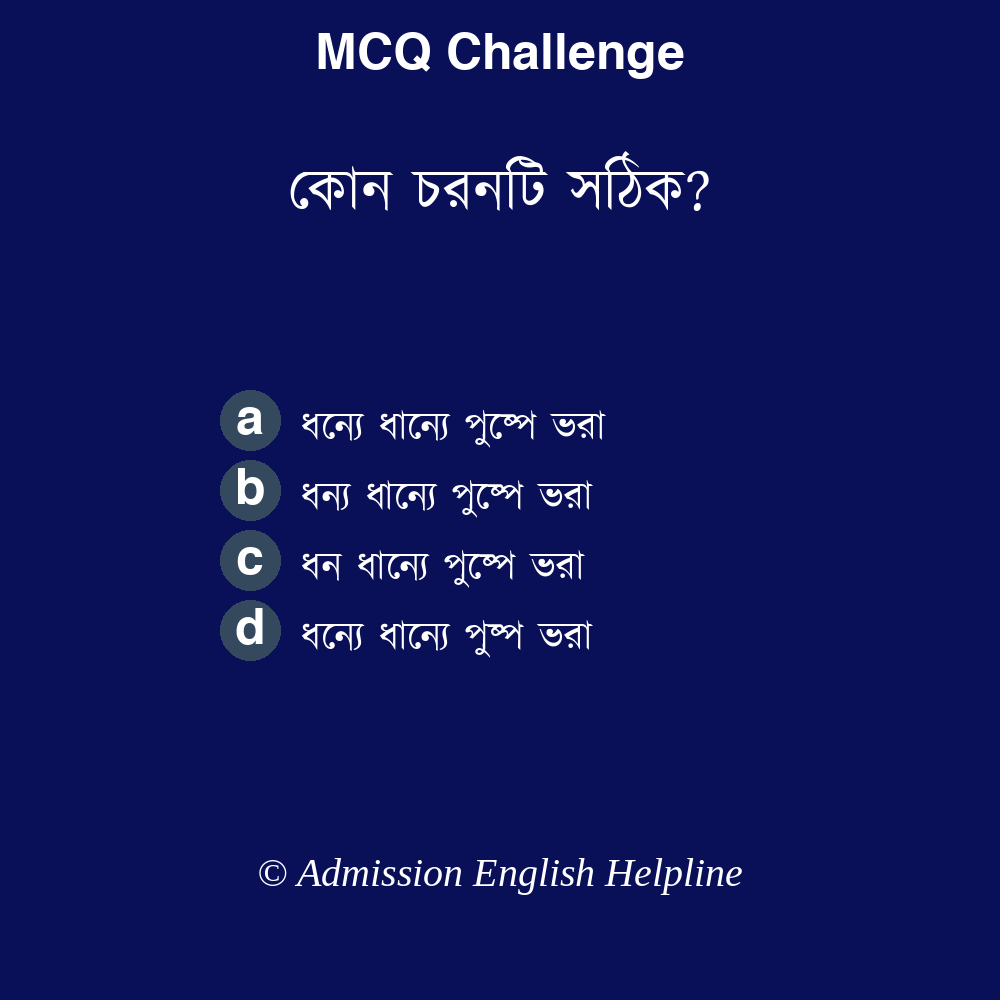 MCQ Challenge
কোন চরনটি সঠিক?
a ধন্যে ধান্যে পুষ্পে ভরা
b ধন্য ধান্যে পুষ্পে ভরা
c ধন ধান্যে পুষ্পে ভরা
d ধন্যে ধান্যে পুষ্প ভরা
© Admission English Helpline